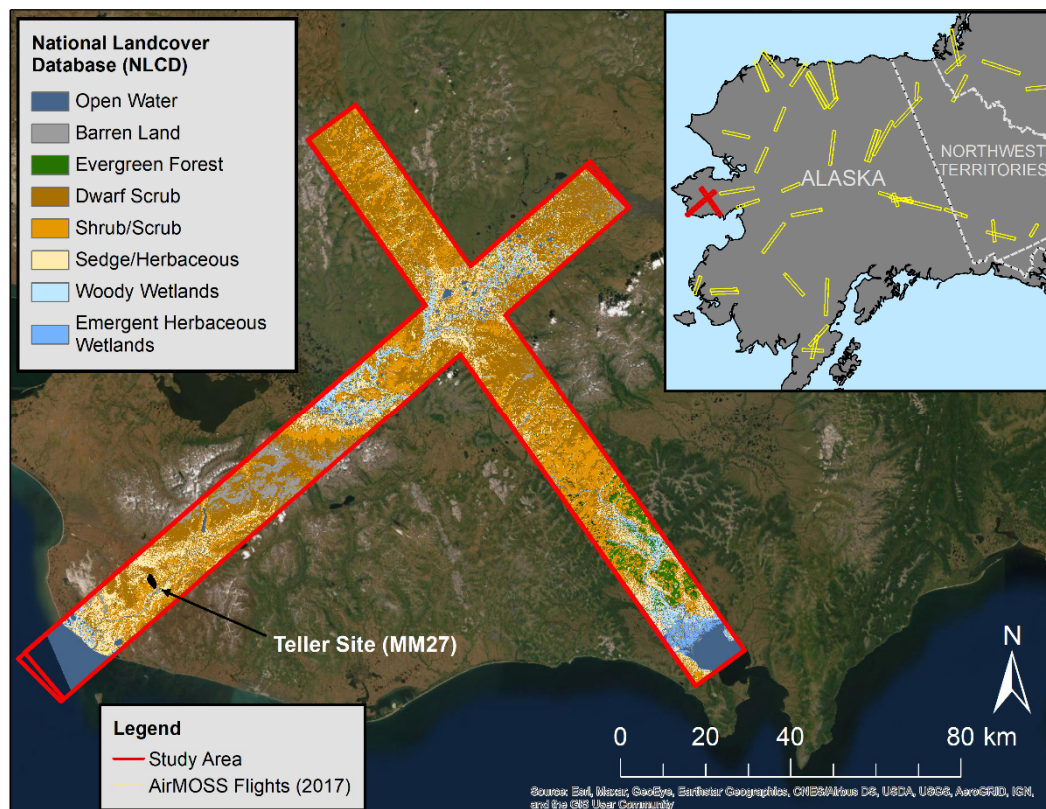 National Landcover
Database (NLCD)
Open Water
Barren Land
Evergreen Forest
Dwarf Scrub
Shrub/Scrub
Sedge/Herbaceous
Woody Wetlands
Emergent Herbaceous
Wetlands
ALASKA
NORTHWEST
TERRITORIES
Teller Site (MM27)
Legend
Study Area
AirMOSS Flights (2017)
N
0 20 40 80 km
Source: Esri, Maxar, GeoEye, Earthstar Geographics, CNES/Airbus DS, USDA, USGS, AeroGRID, IGN,
and the GIS User Community